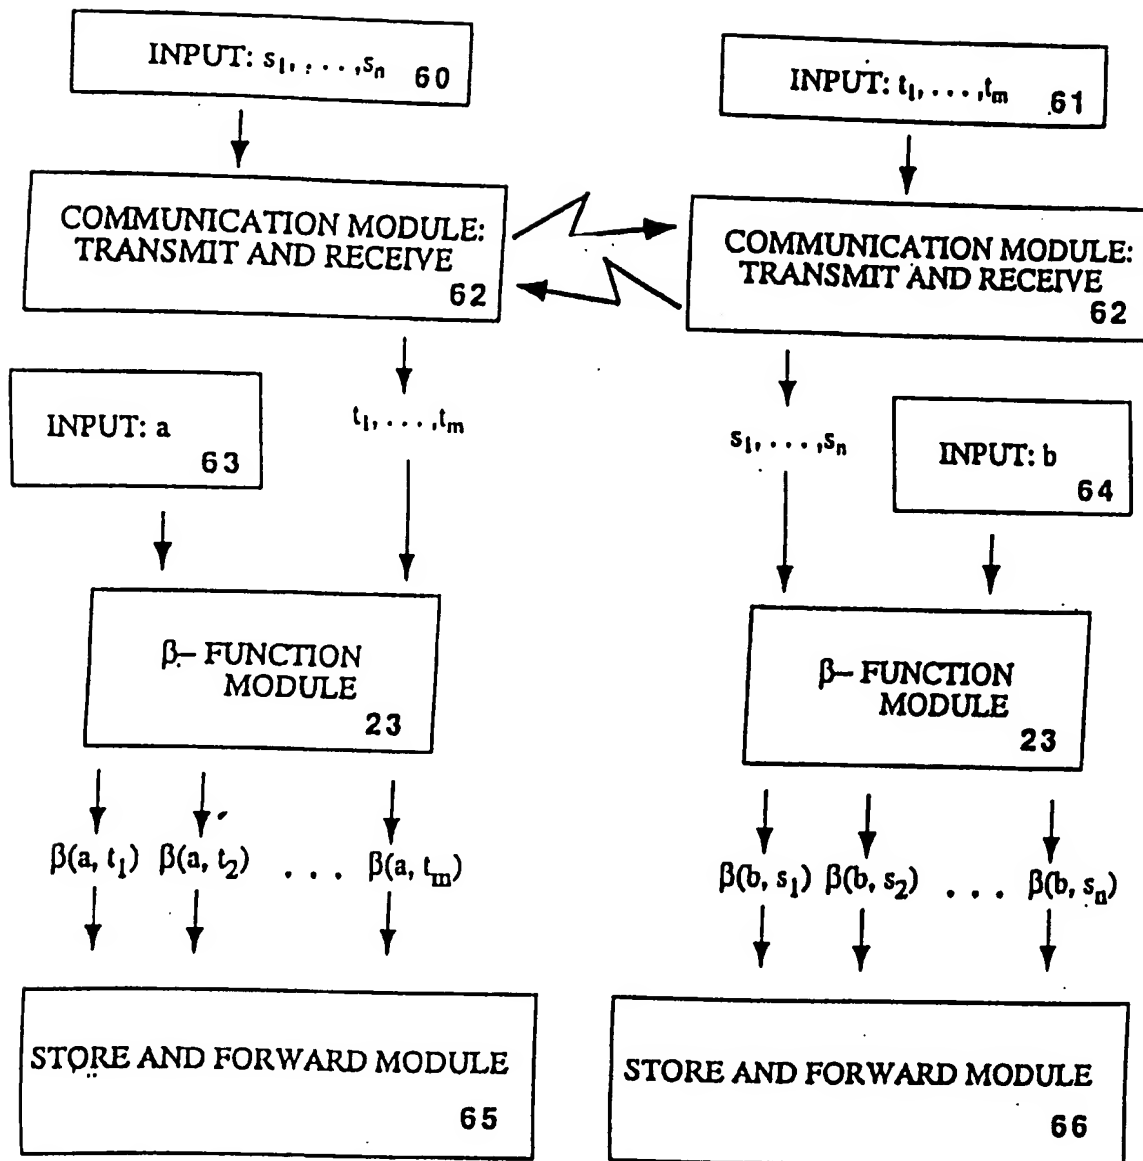 INPUT: s₁, . . . ,sₙ 60
INPUT: t₁, . . . ,tₘ 61
COMMUNICATION MODULE:
TRANSMIT AND RECEIVE
62
COMMUNICATION MODULE:
TRANSMIT AND RECEIVE
62
INPUT: a
63
t₁, . . . ,tₘ
s₁, . . . ,sₙ
INPUT: b
64
β– FUNCTION
MODULE
23
β– FUNCTION
MODULE
23
β(a, t₁) β(a, t₂) . . . β(a, tₘ)
β(b, s₁) β(b, s₂) . . . β(b, sₙ)
STORE AND FORWARD MODULE
65
STORE AND FORWARD MODULE
66